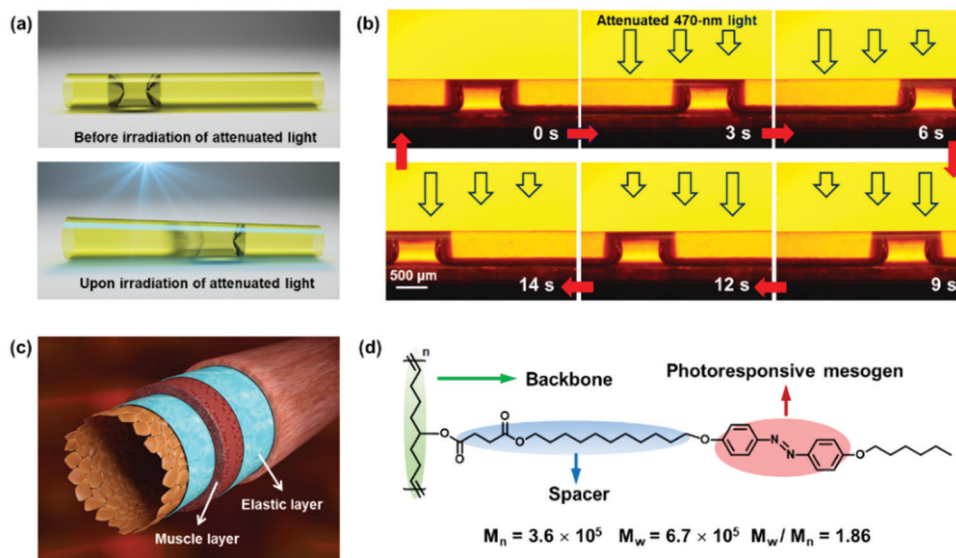 (a)
Before irradiation of attenuated light
Upon irradiation of attenuated light
(b)
Attenuated 470-nm light
0 s
3 s
6 s
500 µm
14 s
12 s
9 s
(c)
Elastic layer
Muscle layer
(d)
n
Backbone
Photoresponsive mesogen
O
O
O
O
O
N
N
O
Spacer
Mₙ = 3.6 × 10⁵ M_w = 6.7 × 10⁵ M_w / Mₙ = 1.86